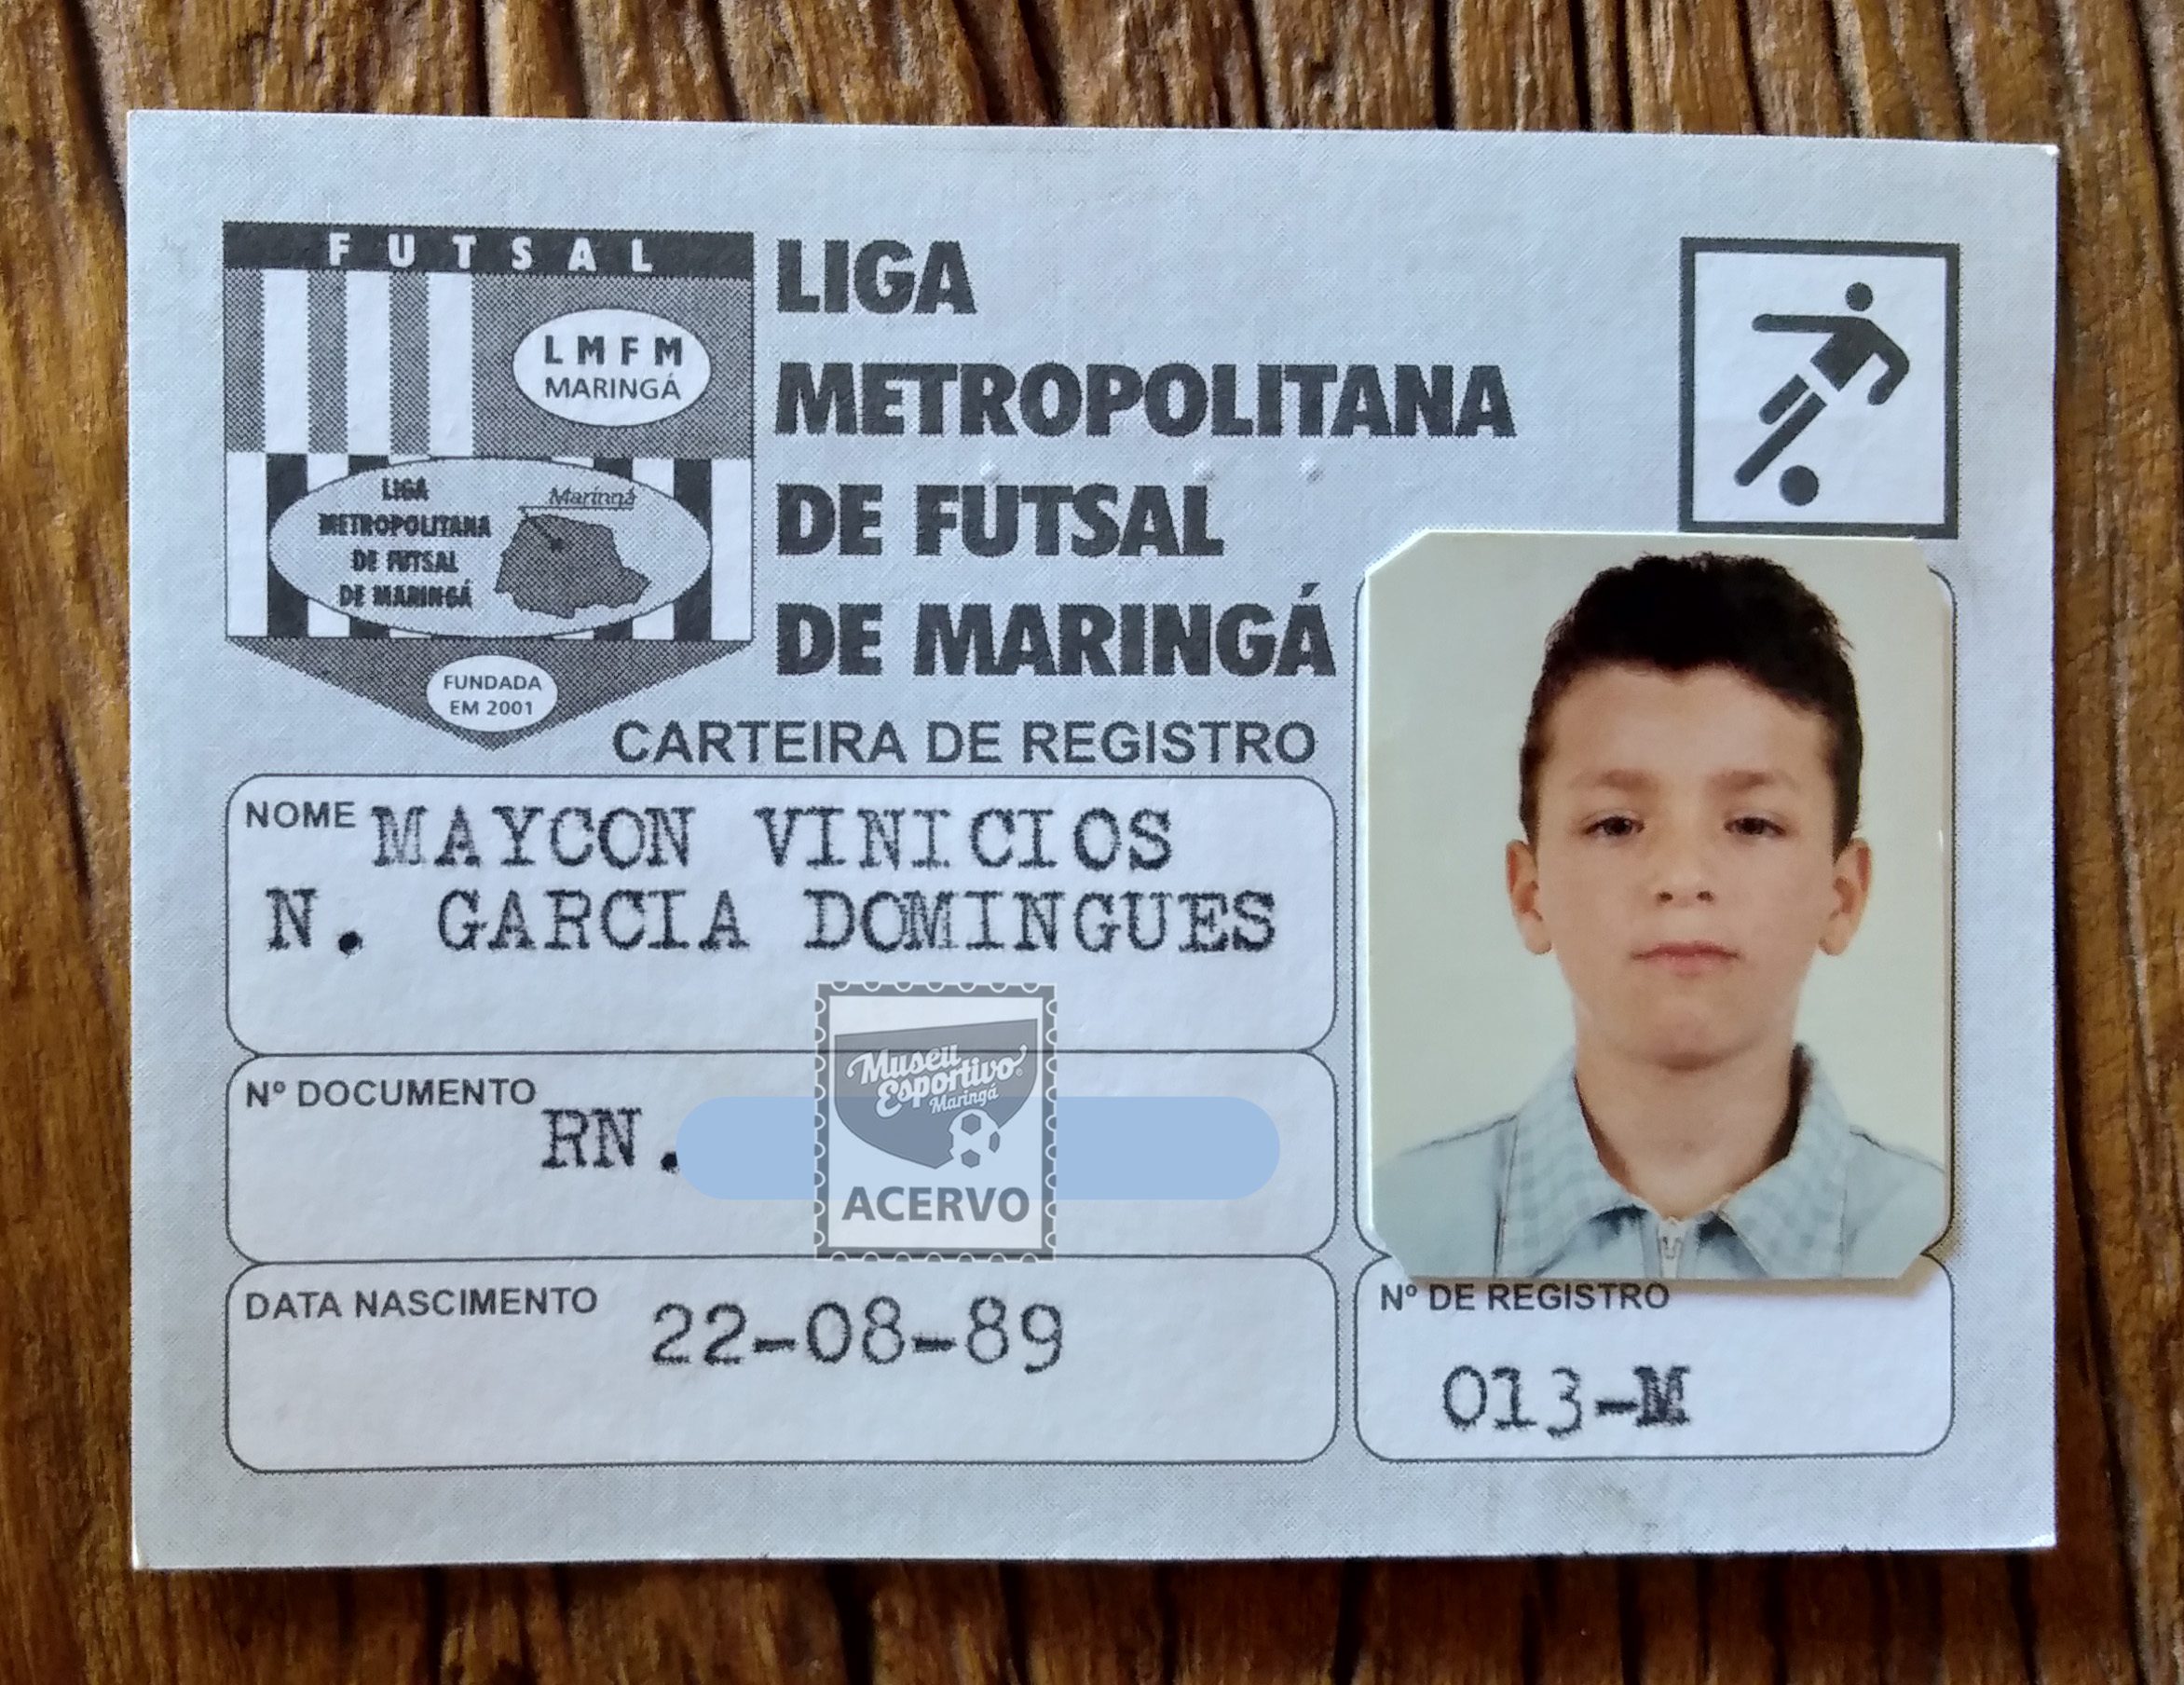 FUTSAL
LMFM
MARINGÁ
LIGA
METROPOLITANA
DE FUTSAL
DE MARINGÁ
Maringá
FUNDADA
EM 2001
LIGA
METROPOLITANA
DE FUTSAL
DE MARINGÁ
CARTEIRA DE REGISTRO
NOME MAYCON VINICIOS
N. GARCIA DOMINGUES
Nº DOCUMENTO RN.
Museu
Esportivo
Maringá
ACERVO
DATA NASCIMENTO 22-08-89
Nº DE REGISTRO
013-M